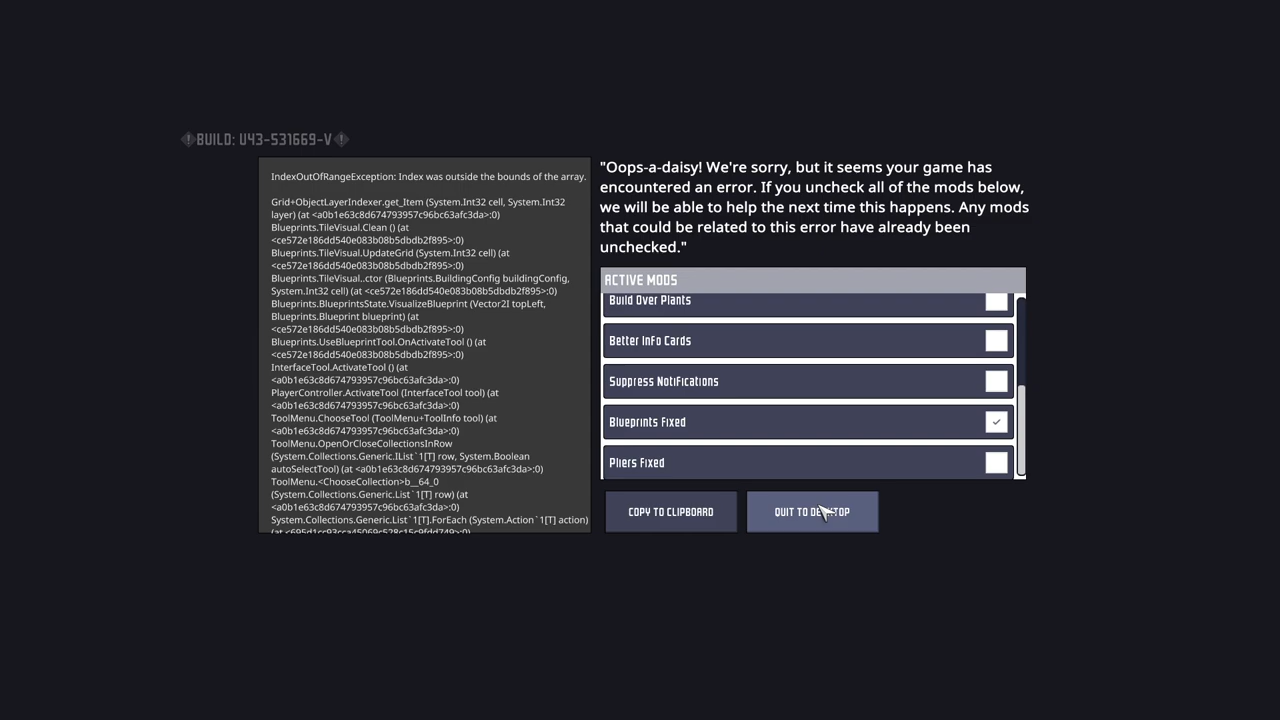 BUILD: U43-531669-V
IndexOutOfRangeException: Index was outside the bounds of the array.
Grid+ObjectLayerIndexer.get_Item (System.Int32 cell, System.Int32
layer) (at <a0b1e63c8d674793957c96bc63afc3da>:0)
Blueprints.TileVisual.Clean () (at
<ce572e186dd540e083b08b5dbdb2f895>:0)
Blueprints.TileVisual.UpdateGrid (System.Int32 cell) (at
<ce572e186dd540e083b08b5dbdb2f895>:0)
Blueprints.TileVisual..ctor (Blueprints.BuildingConfig buildingConfig,
System.Int32 cell) (at <ce572e186dd540e083b08b5dbdb2f895>:0)
Blueprints.BlueprintsState.VisualizeBlueprint (Vector2I topLeft,
Blueprints.Blueprint blueprint) (at
<ce572e186dd540e083b08b5dbdb2f895>:0)
Blueprints.UseBlueprintTool.OnActivateTool () (at
<ce572e186dd540e083b08b5dbdb2f895>:0)
InterfaceTool.ActivateTool () (at
<a0b1e63c8d674793957c96bc63afc3da>:0)
PlayerController.ActivateTool (InterfaceTool tool) (at
<a0b1e63c8d674793957c96bc63afc3da>:0)
ToolMenu.ChooseTool (ToolMenu+ToolInfo tool) (at
<a0b1e63c8d674793957c96bc63afc3da>:0)
ToolMenu.OpenOrCloseCollectionsInRow
(System.Collections.Generic.IList`1[T] row, System.Boolean
autoSelectTool) (at <a0b1e63c8d674793957c96bc63afc3da>:0)
ToolMenu.<ChooseCollection>b__64_0
(System.Collections.Generic.List`1[T] row) (at
<a0b1e63c8d674793957c96bc63afc3da>:0)
System.Collections.Generic.List`1[T].ForEach (System.Action`1[T] action)
"Oops-a-daisy! We're sorry, but it seems your game has
encountered an error. If you uncheck all of the mods below,
we will be able to help the next time this happens. Any mods
that could be related to this error have already been
unchecked."
ACTIVE MODS
Build Over Plants
Better Info Cards
Suppress Notifications
Blueprints Fixed
Pliers Fixed
COPY TO CLIPBOARD
QUIT TO DESKTOP